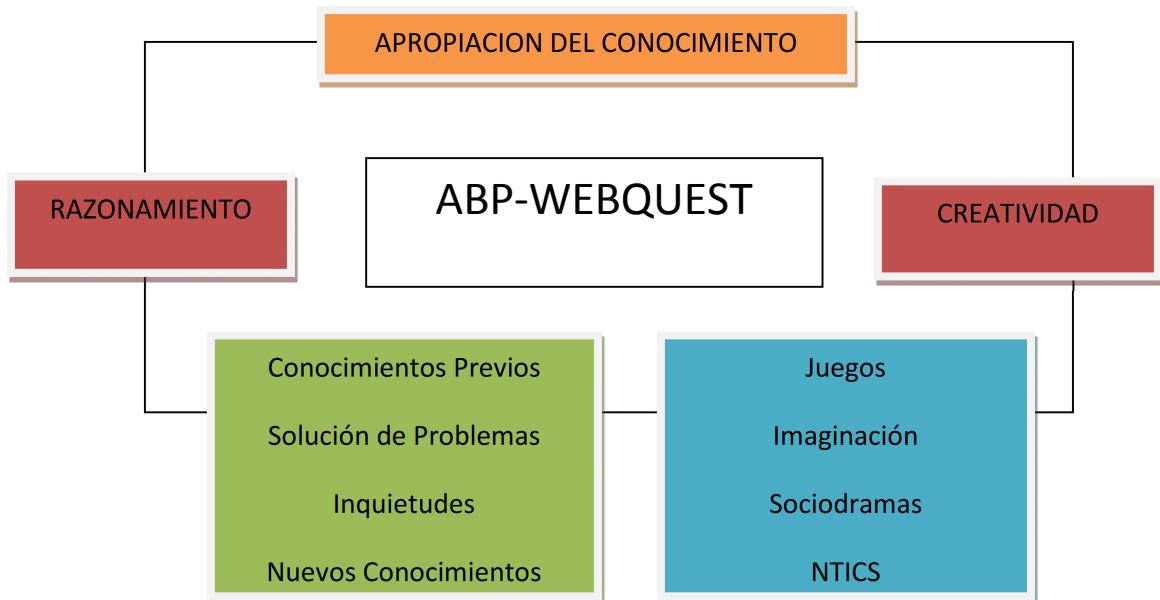 APROPIACION DEL CONOCIMIENTO
RAZONAMIENTO
ABP-WEBQUEST
CREATIVIDAD
Conocimientos Previos
Solución de Problemas
Inquietudes
Nuevos Conocimientos
Juegos
Imaginación
Sociodramas
NTICS